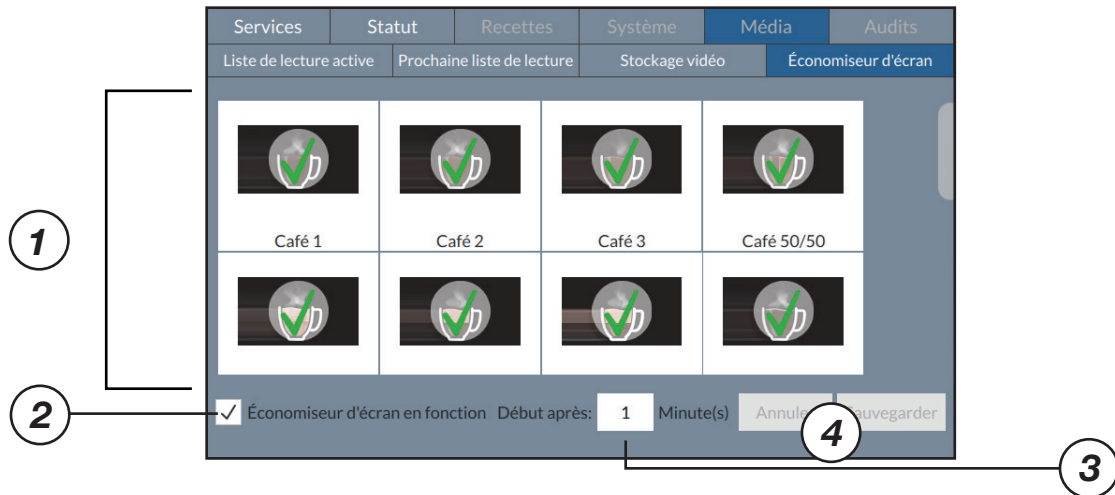 Services Statut Recettes Système Média Audits
Liste de lecture active Prochaine liste de lecture Stockage vidéo Économiseur d'écran
1
Café 1 Café 2 Café 3 Café 50/50
2
Économiseur d'écran en fonction Début après: 1 Minute(s)
4
3